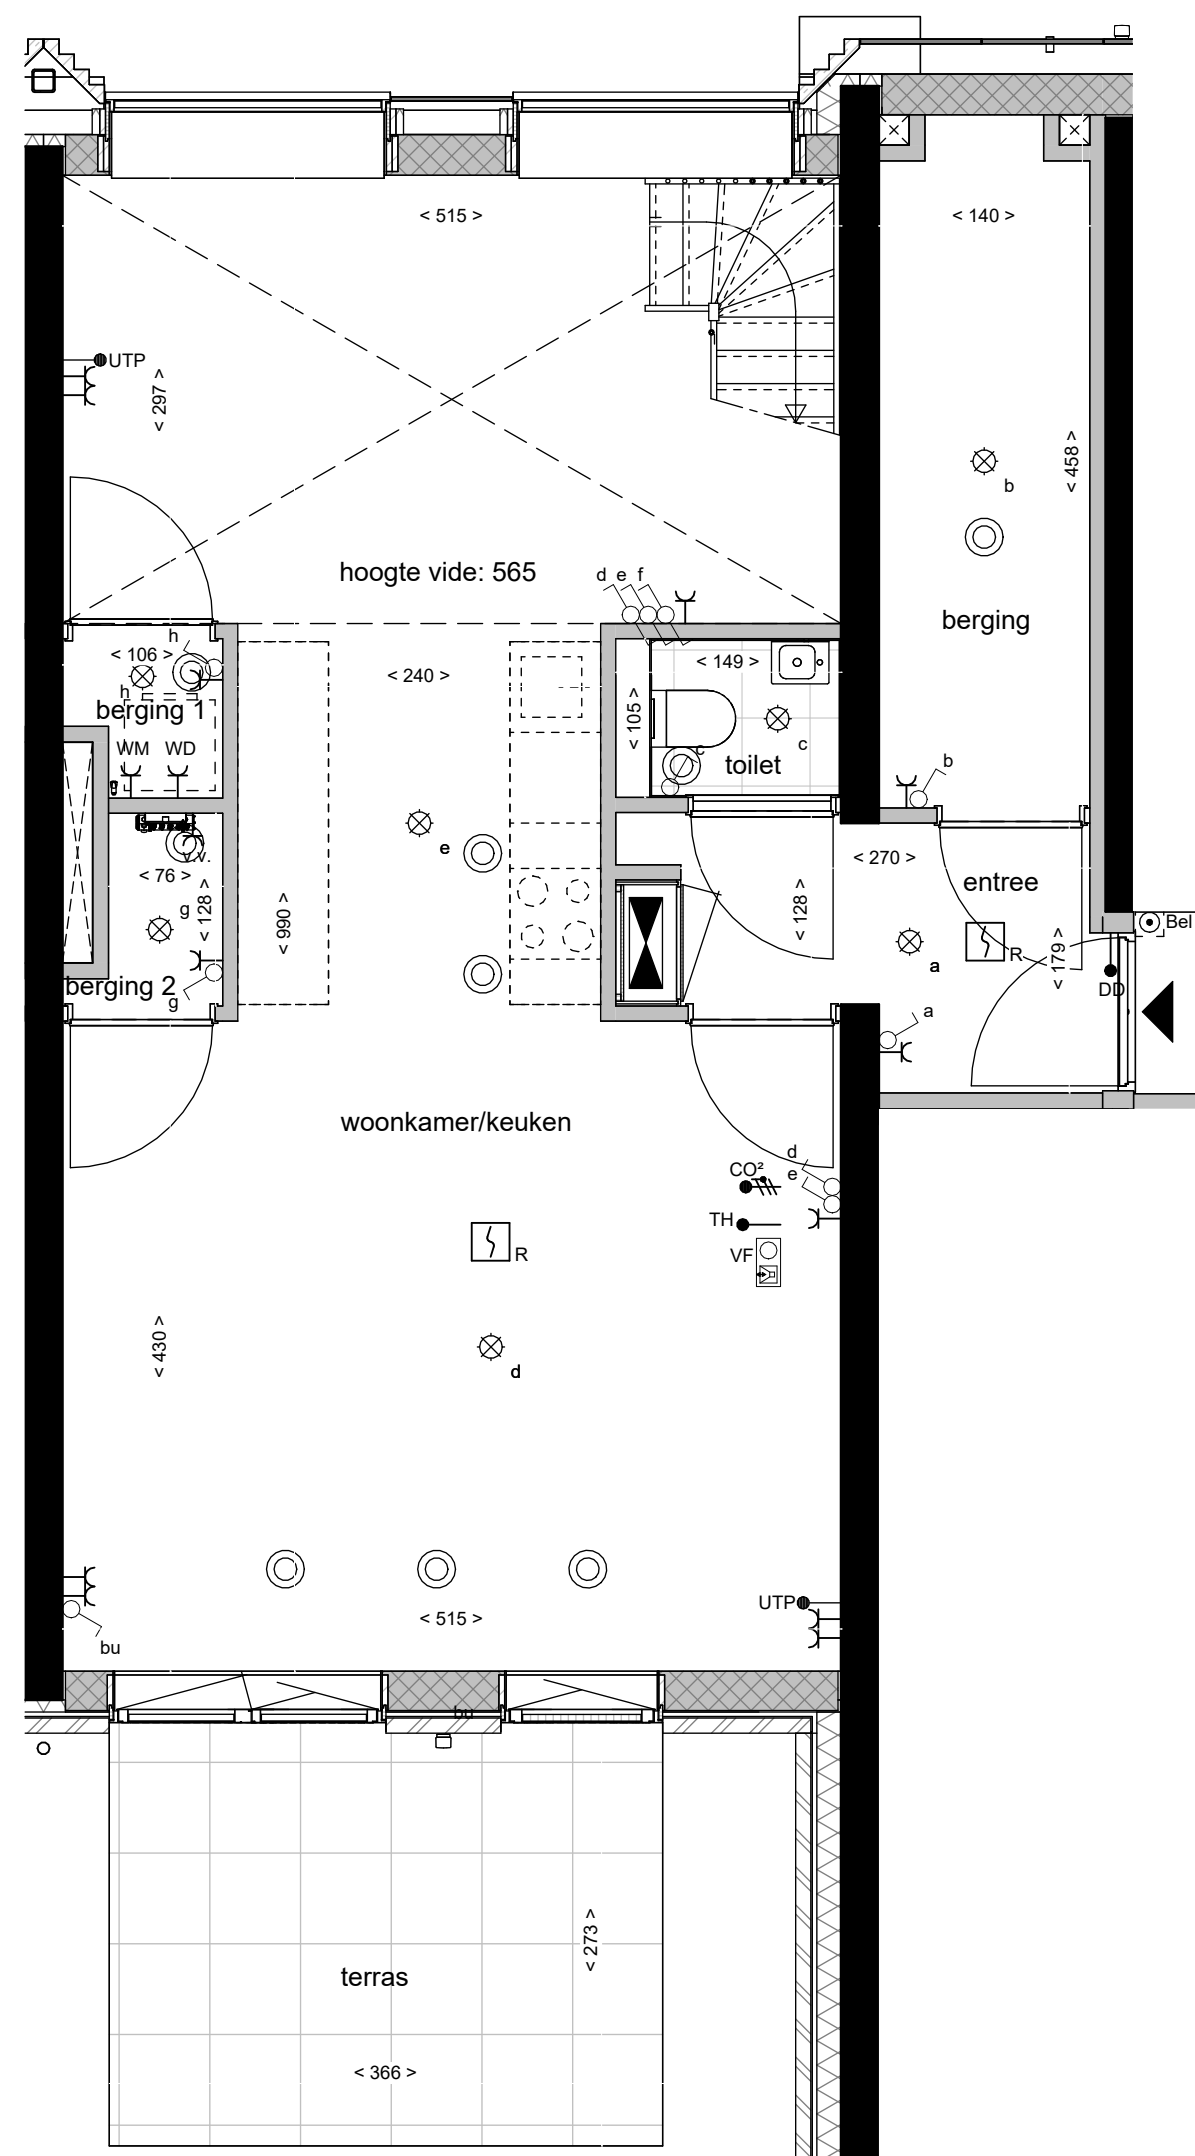 < 515 >
< 140 >
UTP
< 297 >
< 458 >
b
hoogte vide: 565
d e f
berging
h
< 106 >
h
berging 1
WM WD
< 240 >
< 149 >
< 105 >
c
c
toilet
b
e
v.v.
< 76 >
g
< 128 >
< 990 >
< 128 >
< 270 >
entree
a
R
< 179 >
Bel
DD
berging 2
g
a
woonkamer/keuken
d
e
CO²
TH
VF
R
< 430 >
d
UTP
< 515 >
bu
bu
< 273 >
terras
< 366 >